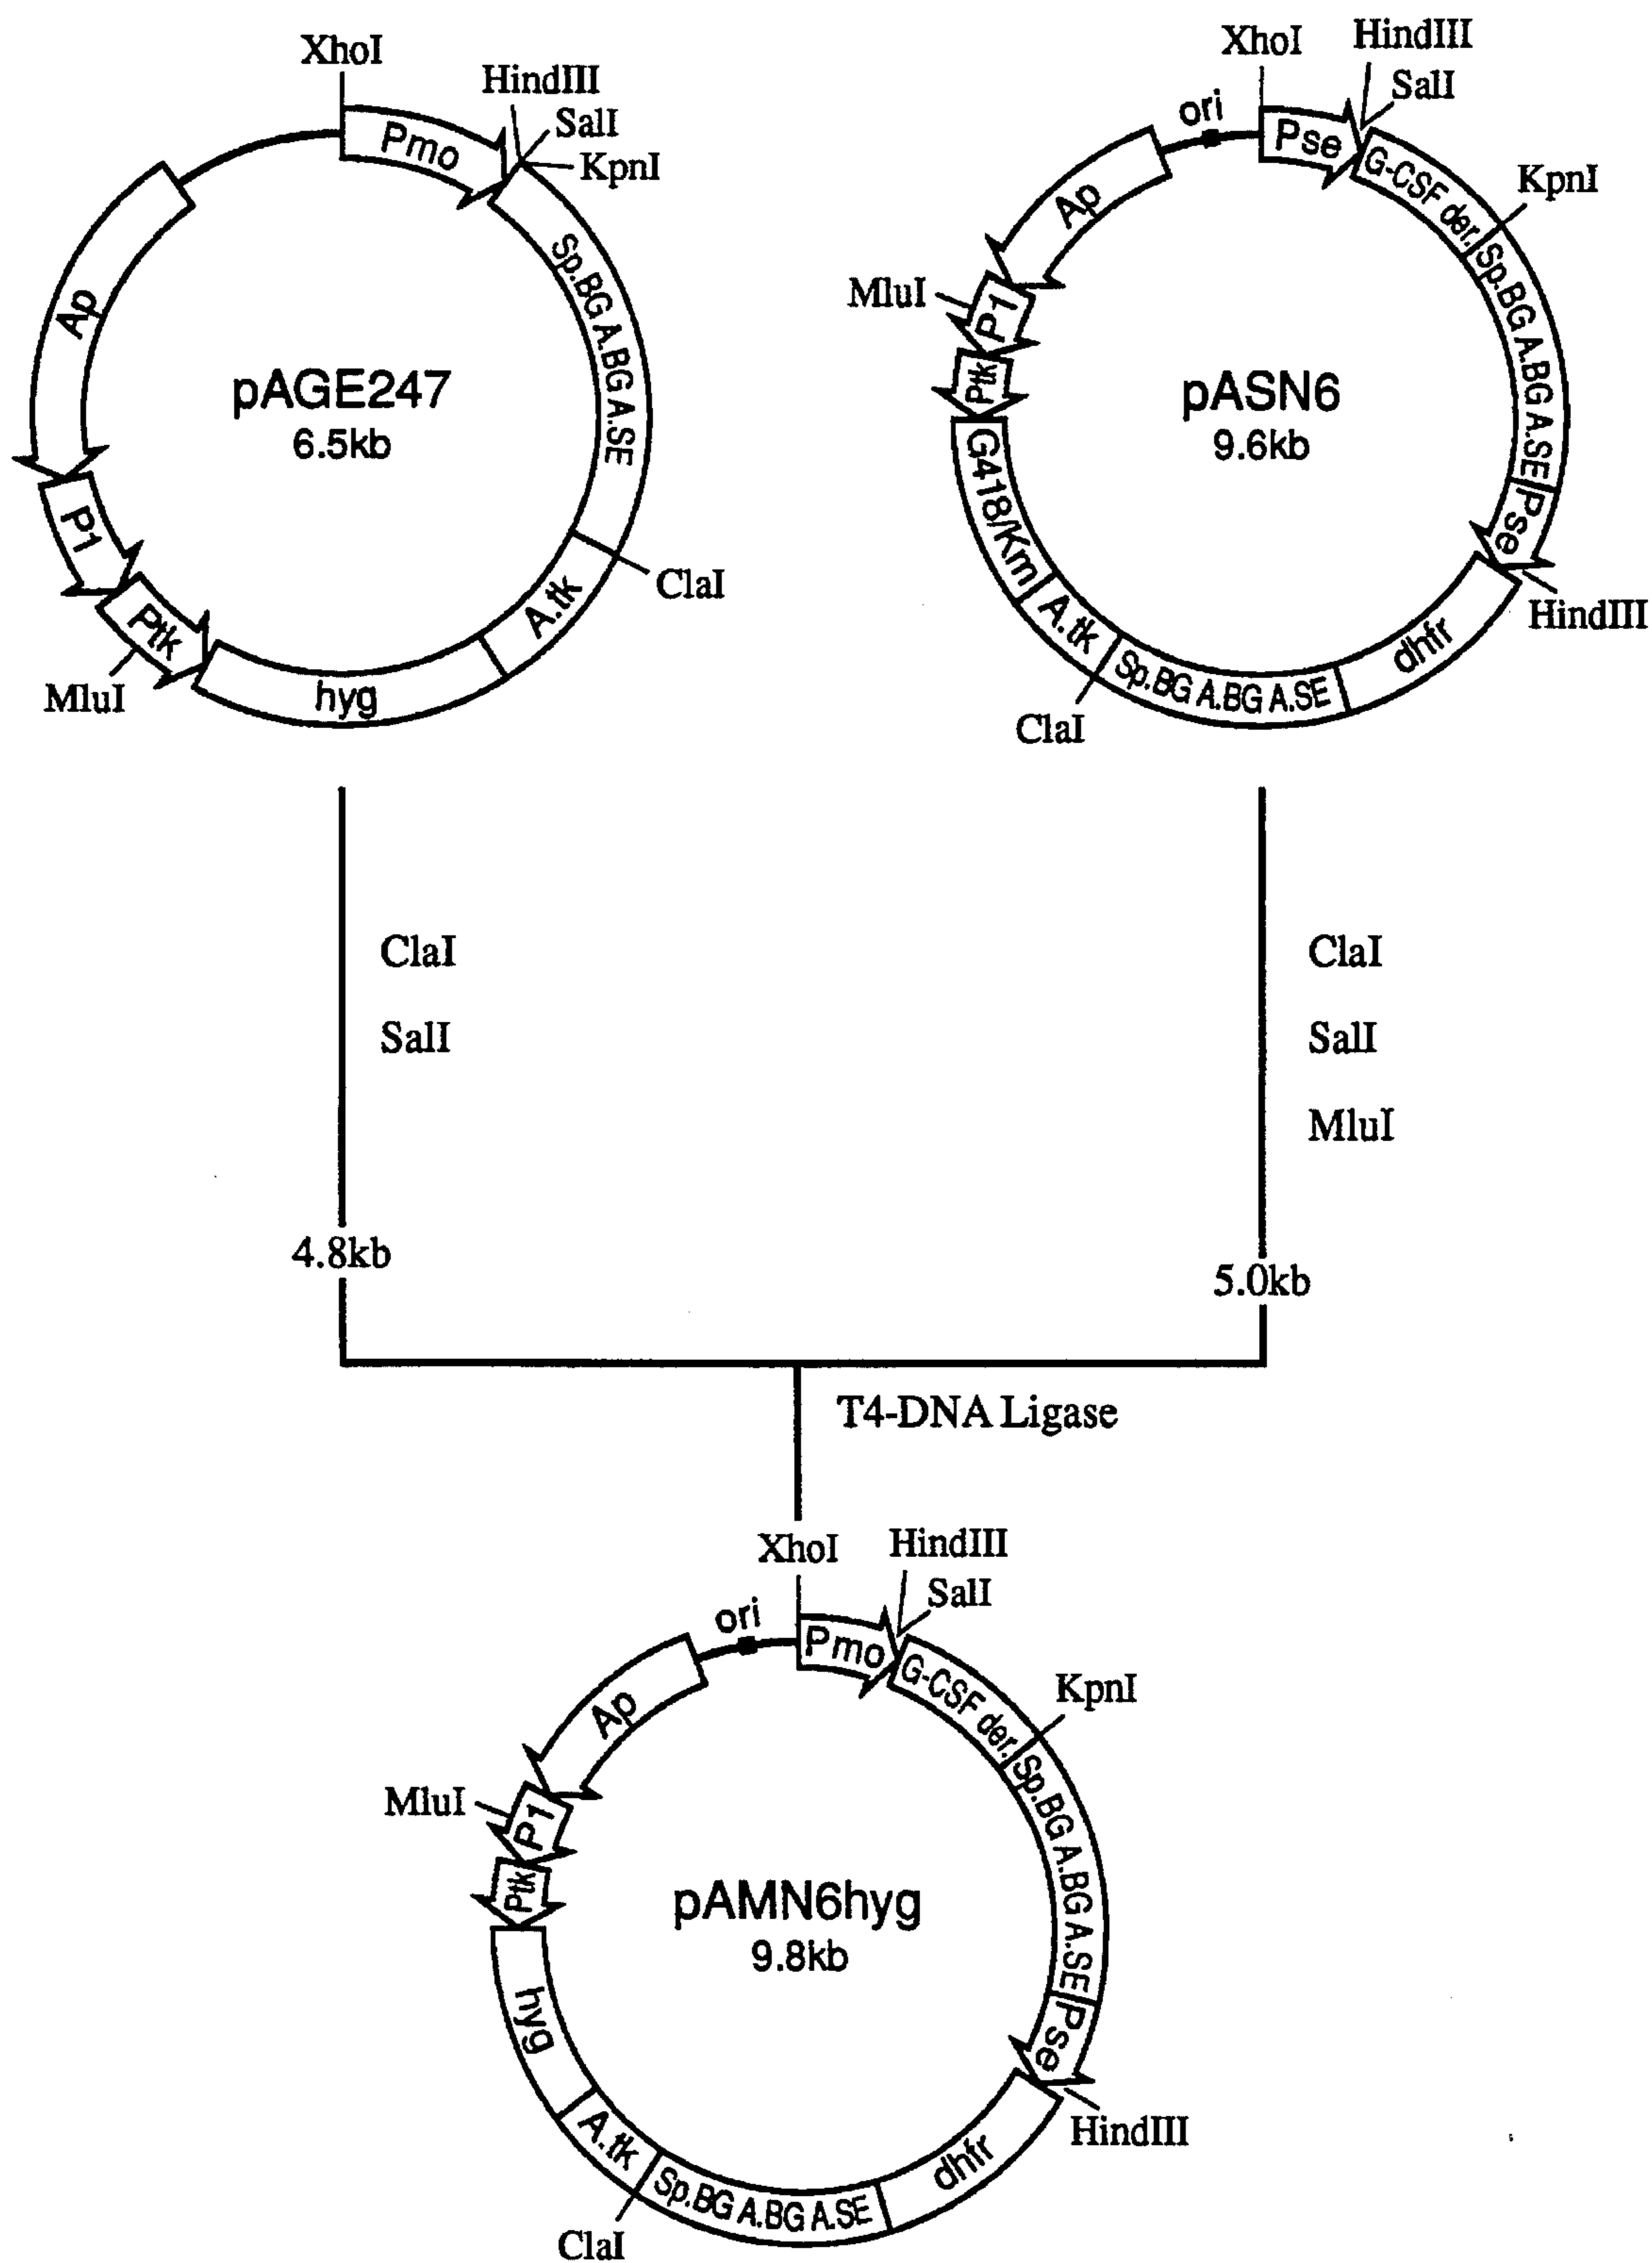 XhoI
HindIII
SalI
KpnI
Pmo
Sp.BG A.BG A.SE
ClaI
A.tk
hyg
MluI
Ptk
P1
Ap
pAGE247
6.5kb
XhoI
HindIII
SalI
ori
Pse
G-CSF der.
KpnI
Sp.BG A.BG A.SE
Pse
HindIII
dhfr
Sp.BG A.BG A.SE
ClaI
A.tk
G418/Km
Ptk
P1
MluI
Ap
pASN6
9.6kb
ClaI
SalI
4.8kb
ClaI
SalI
MluI
5.0kb
T4-DNA Ligase
XhoI
HindIII
SalI
ori
Pmo
G-CSF der.
KpnI
Sp.BG A.BG A.SE
Pse
HindIII
dhfr
Sp.BG A.BG A.SE
ClaI
A.tk
hyg
Ptk
P1
MluI
Ap
pAMN6hyg
9.8kb